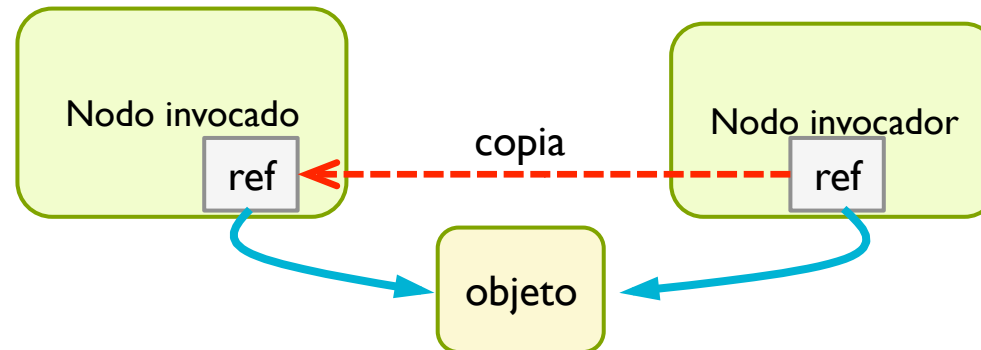 Nodo invocado
ref
copia
Nodo invocador
ref
objeto